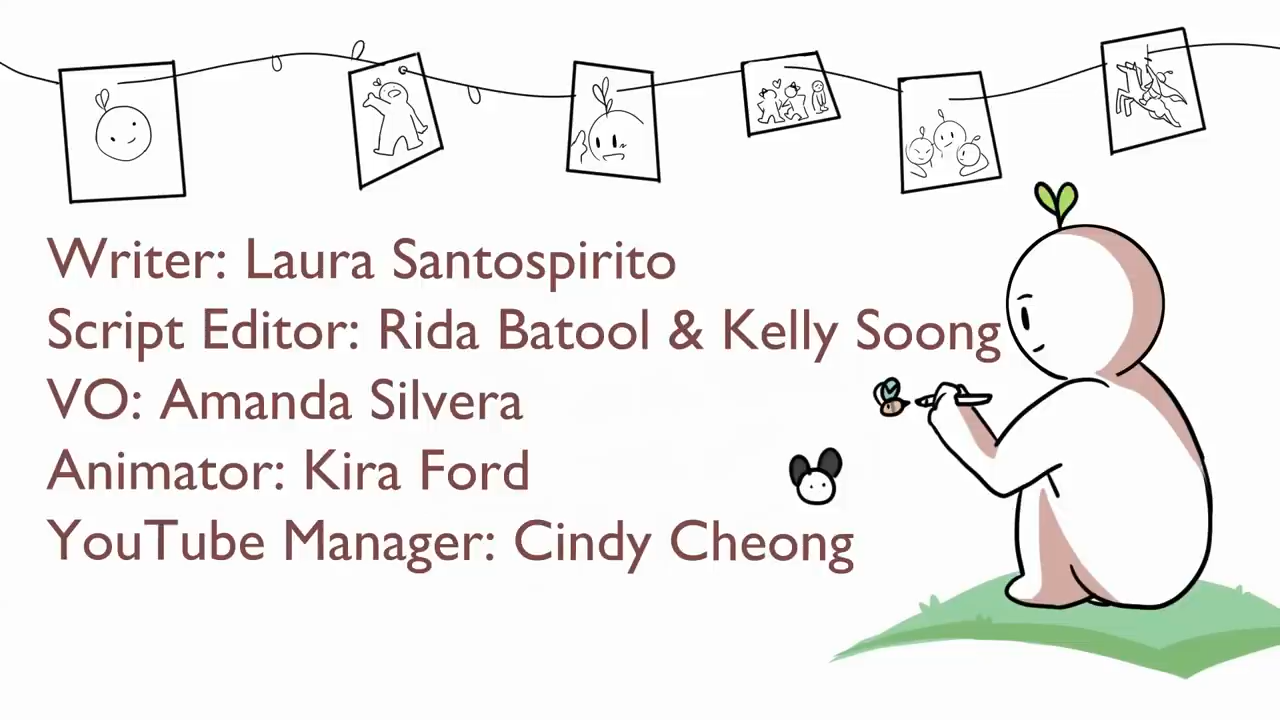 Writer: Laura Santospirito
Script Editor: Rida Batool & Kelly Soong
VO: Amanda Silvera
Animator: Kira Ford
YouTube Manager: Cindy Cheong